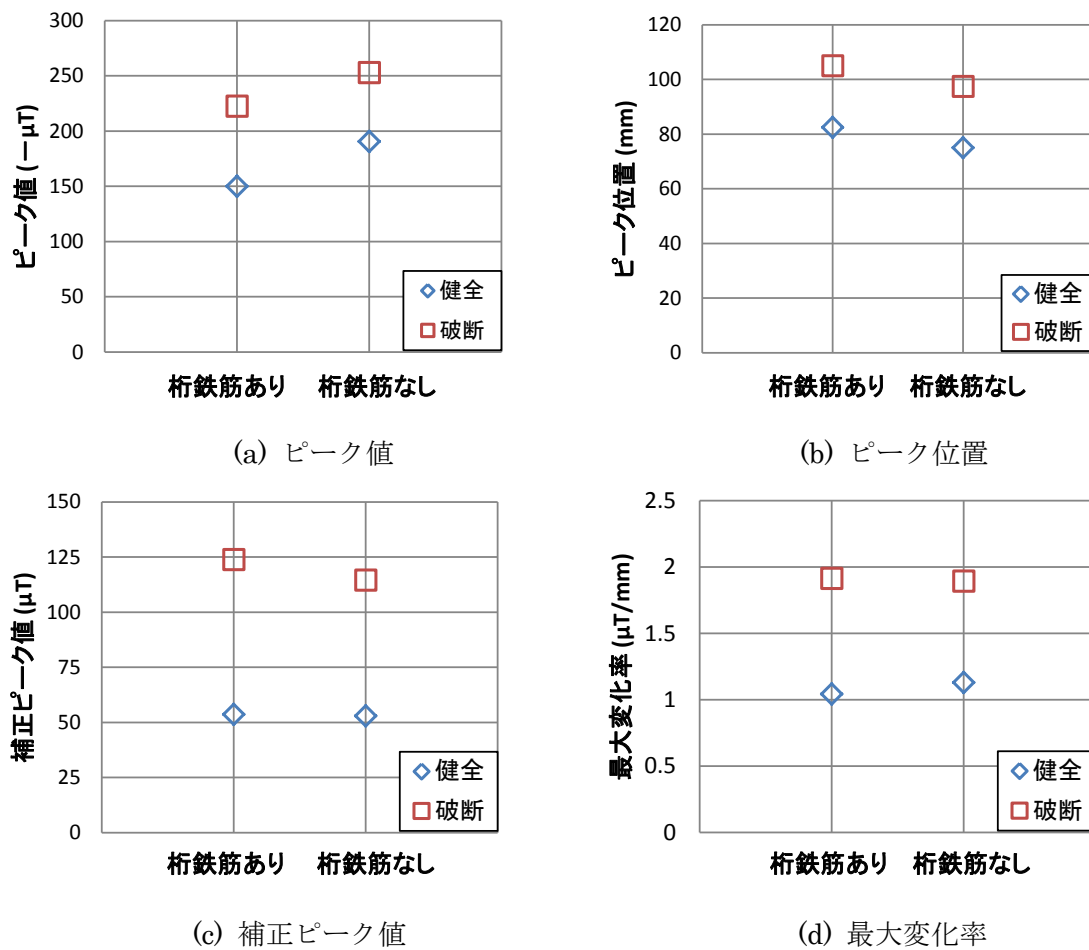 300
250
200
150
100
50
0
ピーク値 (－μT)
健全
破断
桁鉄筋あり 桁鉄筋なし
(a) ピーク値
120
100
80
60
40
20
0
ピーク位置 (mm)
健全
破断
桁鉄筋あり 桁鉄筋なし
(b) ピーク位置
150
125
100
75
50
25
0
補正ピーク値 (μT)
健全
破断
桁鉄筋あり 桁鉄筋なし
(c) 補正ピーク値
2.5
2
1.5
1
0.5
0
最大変化率 (μT/mm)
健全
破断
桁鉄筋あり 桁鉄筋なし
(d) 最大変化率